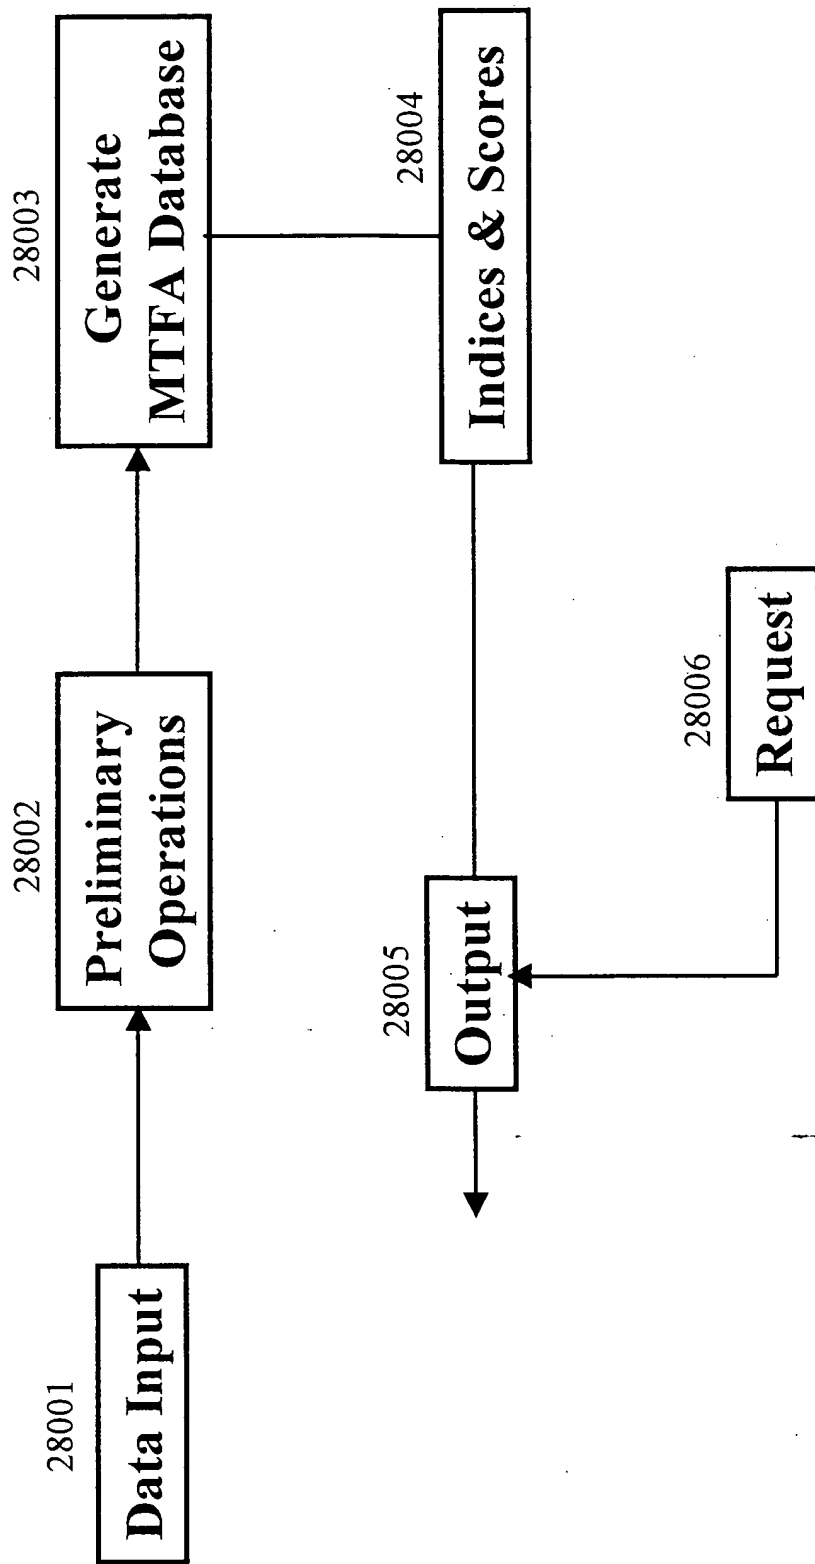 28001
Data Input
28002
Preliminary
Operations
28003
Generate
MTFA Database
28004
Indices & Scores
28005
Output
28006
Request